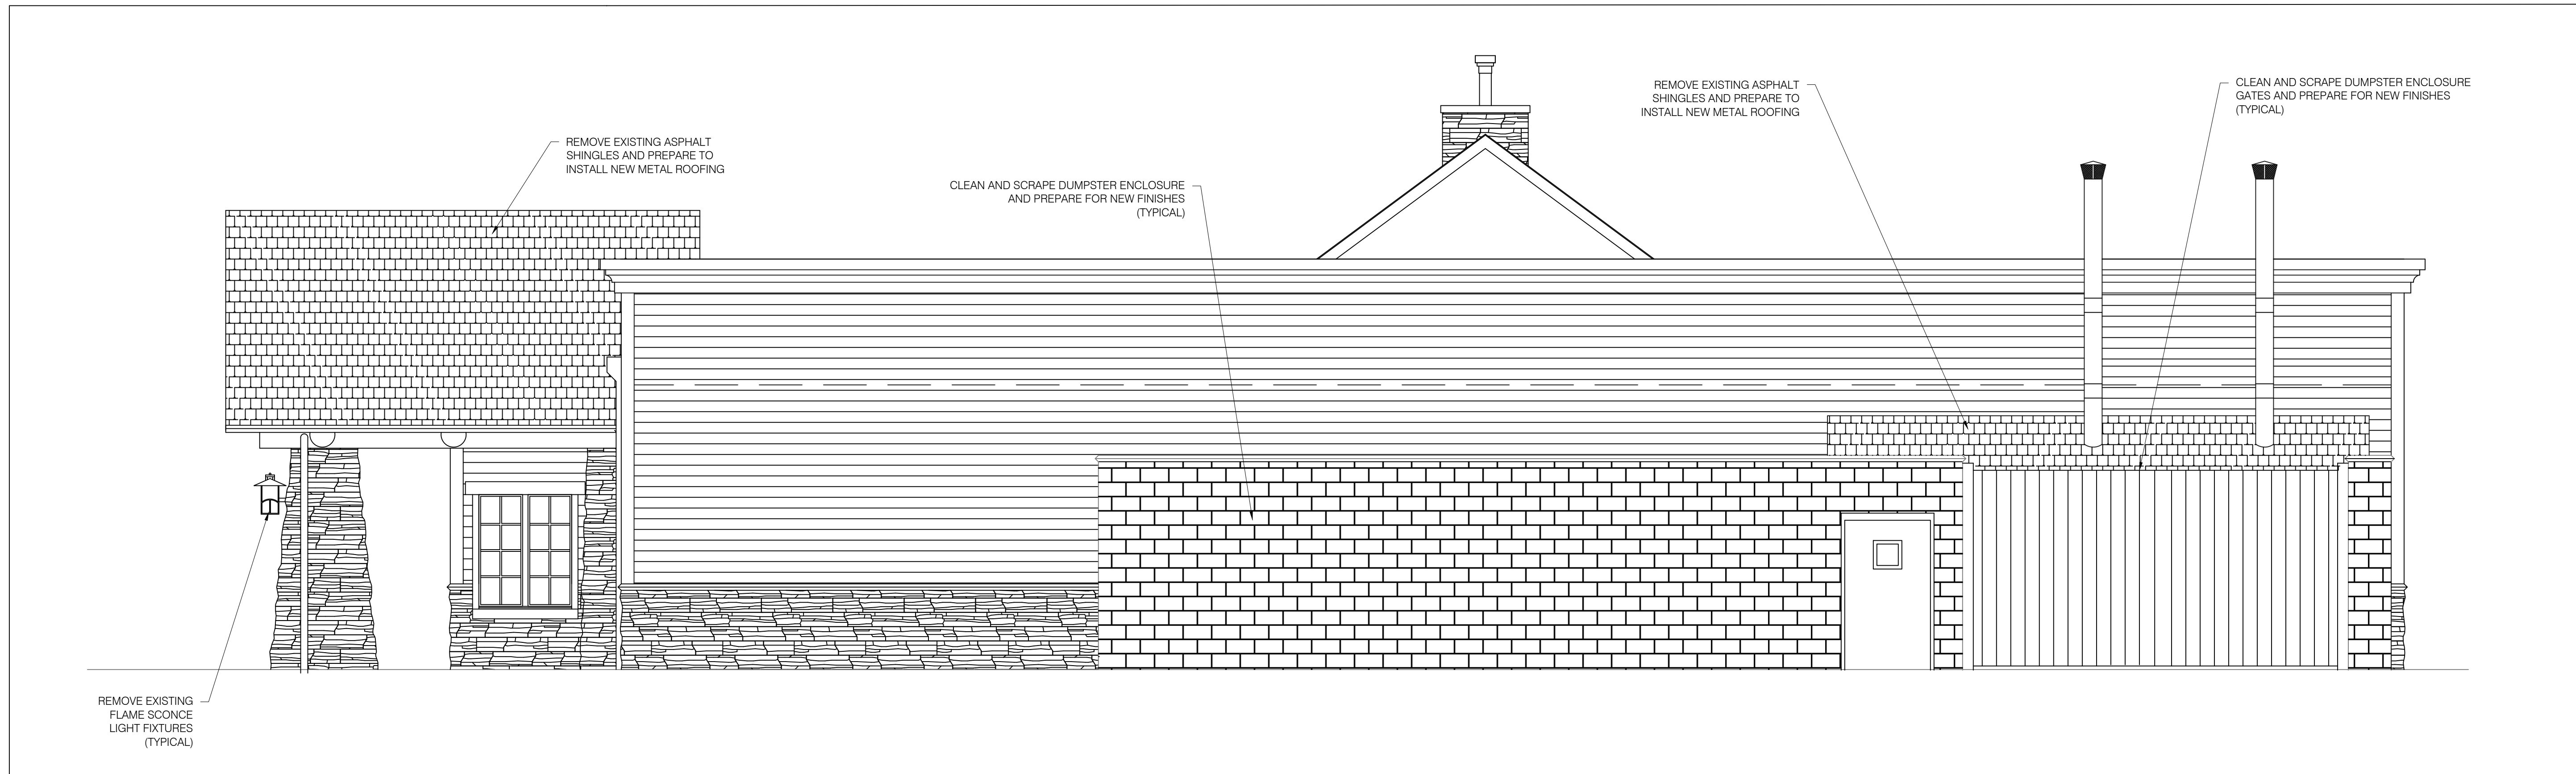 REMOVE EXISTING ASPHALT
SHINGLES AND PREPARE TO
INSTALL NEW METAL ROOFING
CLEAN AND SCRAPE DUMPSTER ENCLOSURE
AND PREPARE FOR NEW FINISHES
(TYPICAL)
REMOVE EXISTING ASPHALT
SHINGLES AND PREPARE TO
INSTALL NEW METAL ROOFING
CLEAN AND SCRAPE DUMPSTER ENCLOSURE
GATES AND PREPARE FOR NEW FINISHES
(TYPICAL)
REMOVE EXISTING
FLAME SCONCE
LIGHT FIXTURES
(TYPICAL)